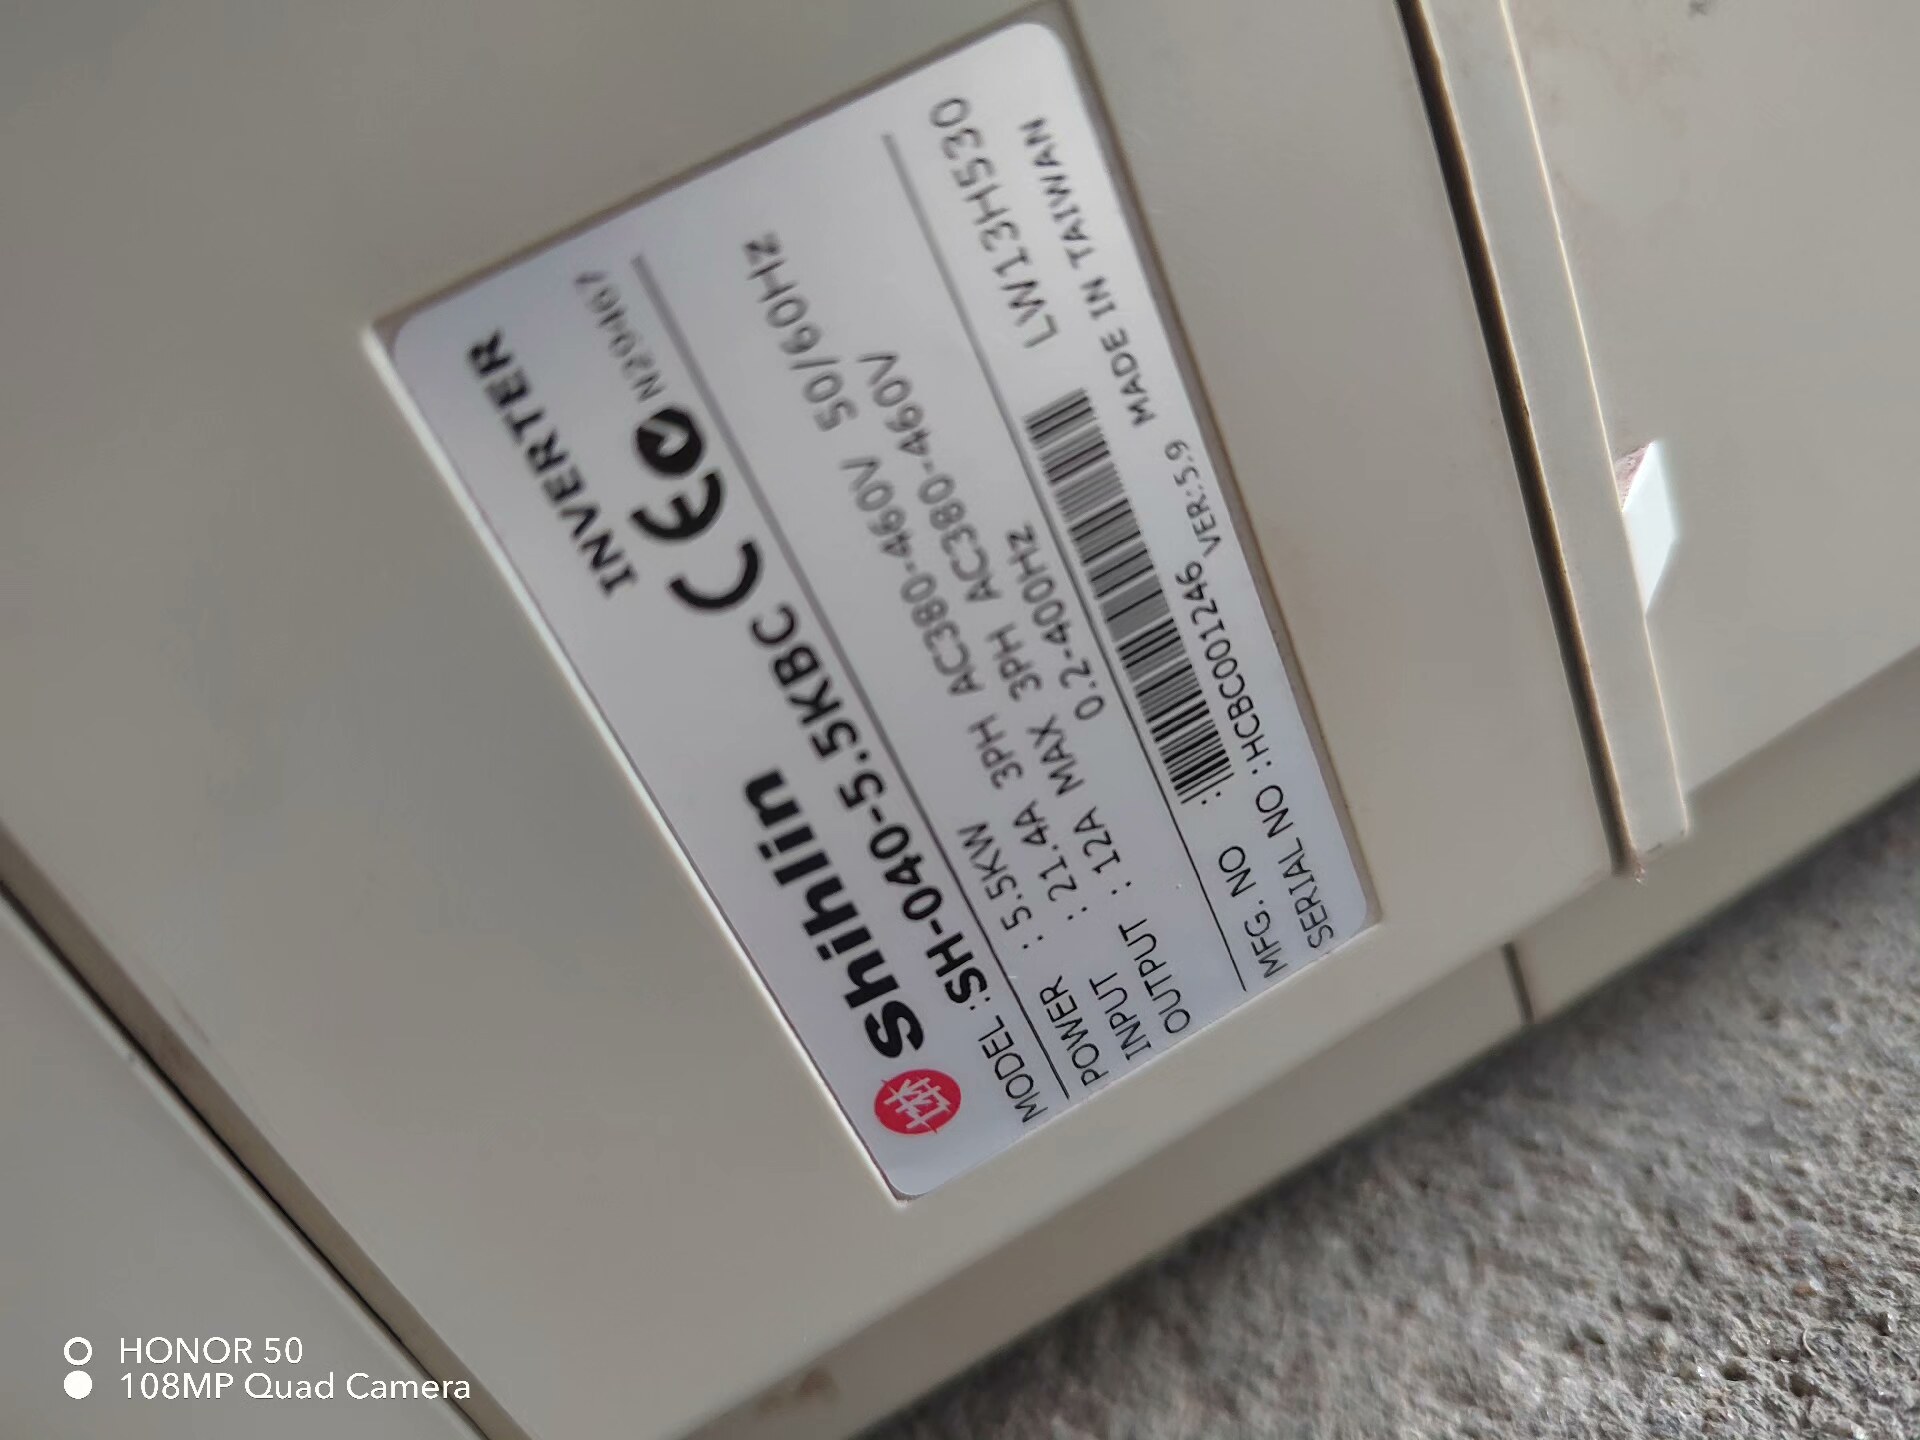 Shihlin INVERTER
MODEL :SH-040-5.5KBC CE N29467
POWER : 5.5KW
INPUT : 21.4A 3PH AC380-460V 50/60Hz
OUTPUT : 12A MAX 3PH AC380-460V
0.2-400Hz
MFG. NO : LW13H530
SERIAL NO :HCBC001246 VER:5.9 MADE IN TAIWAN
HONOR 50
108MP Quad Camera